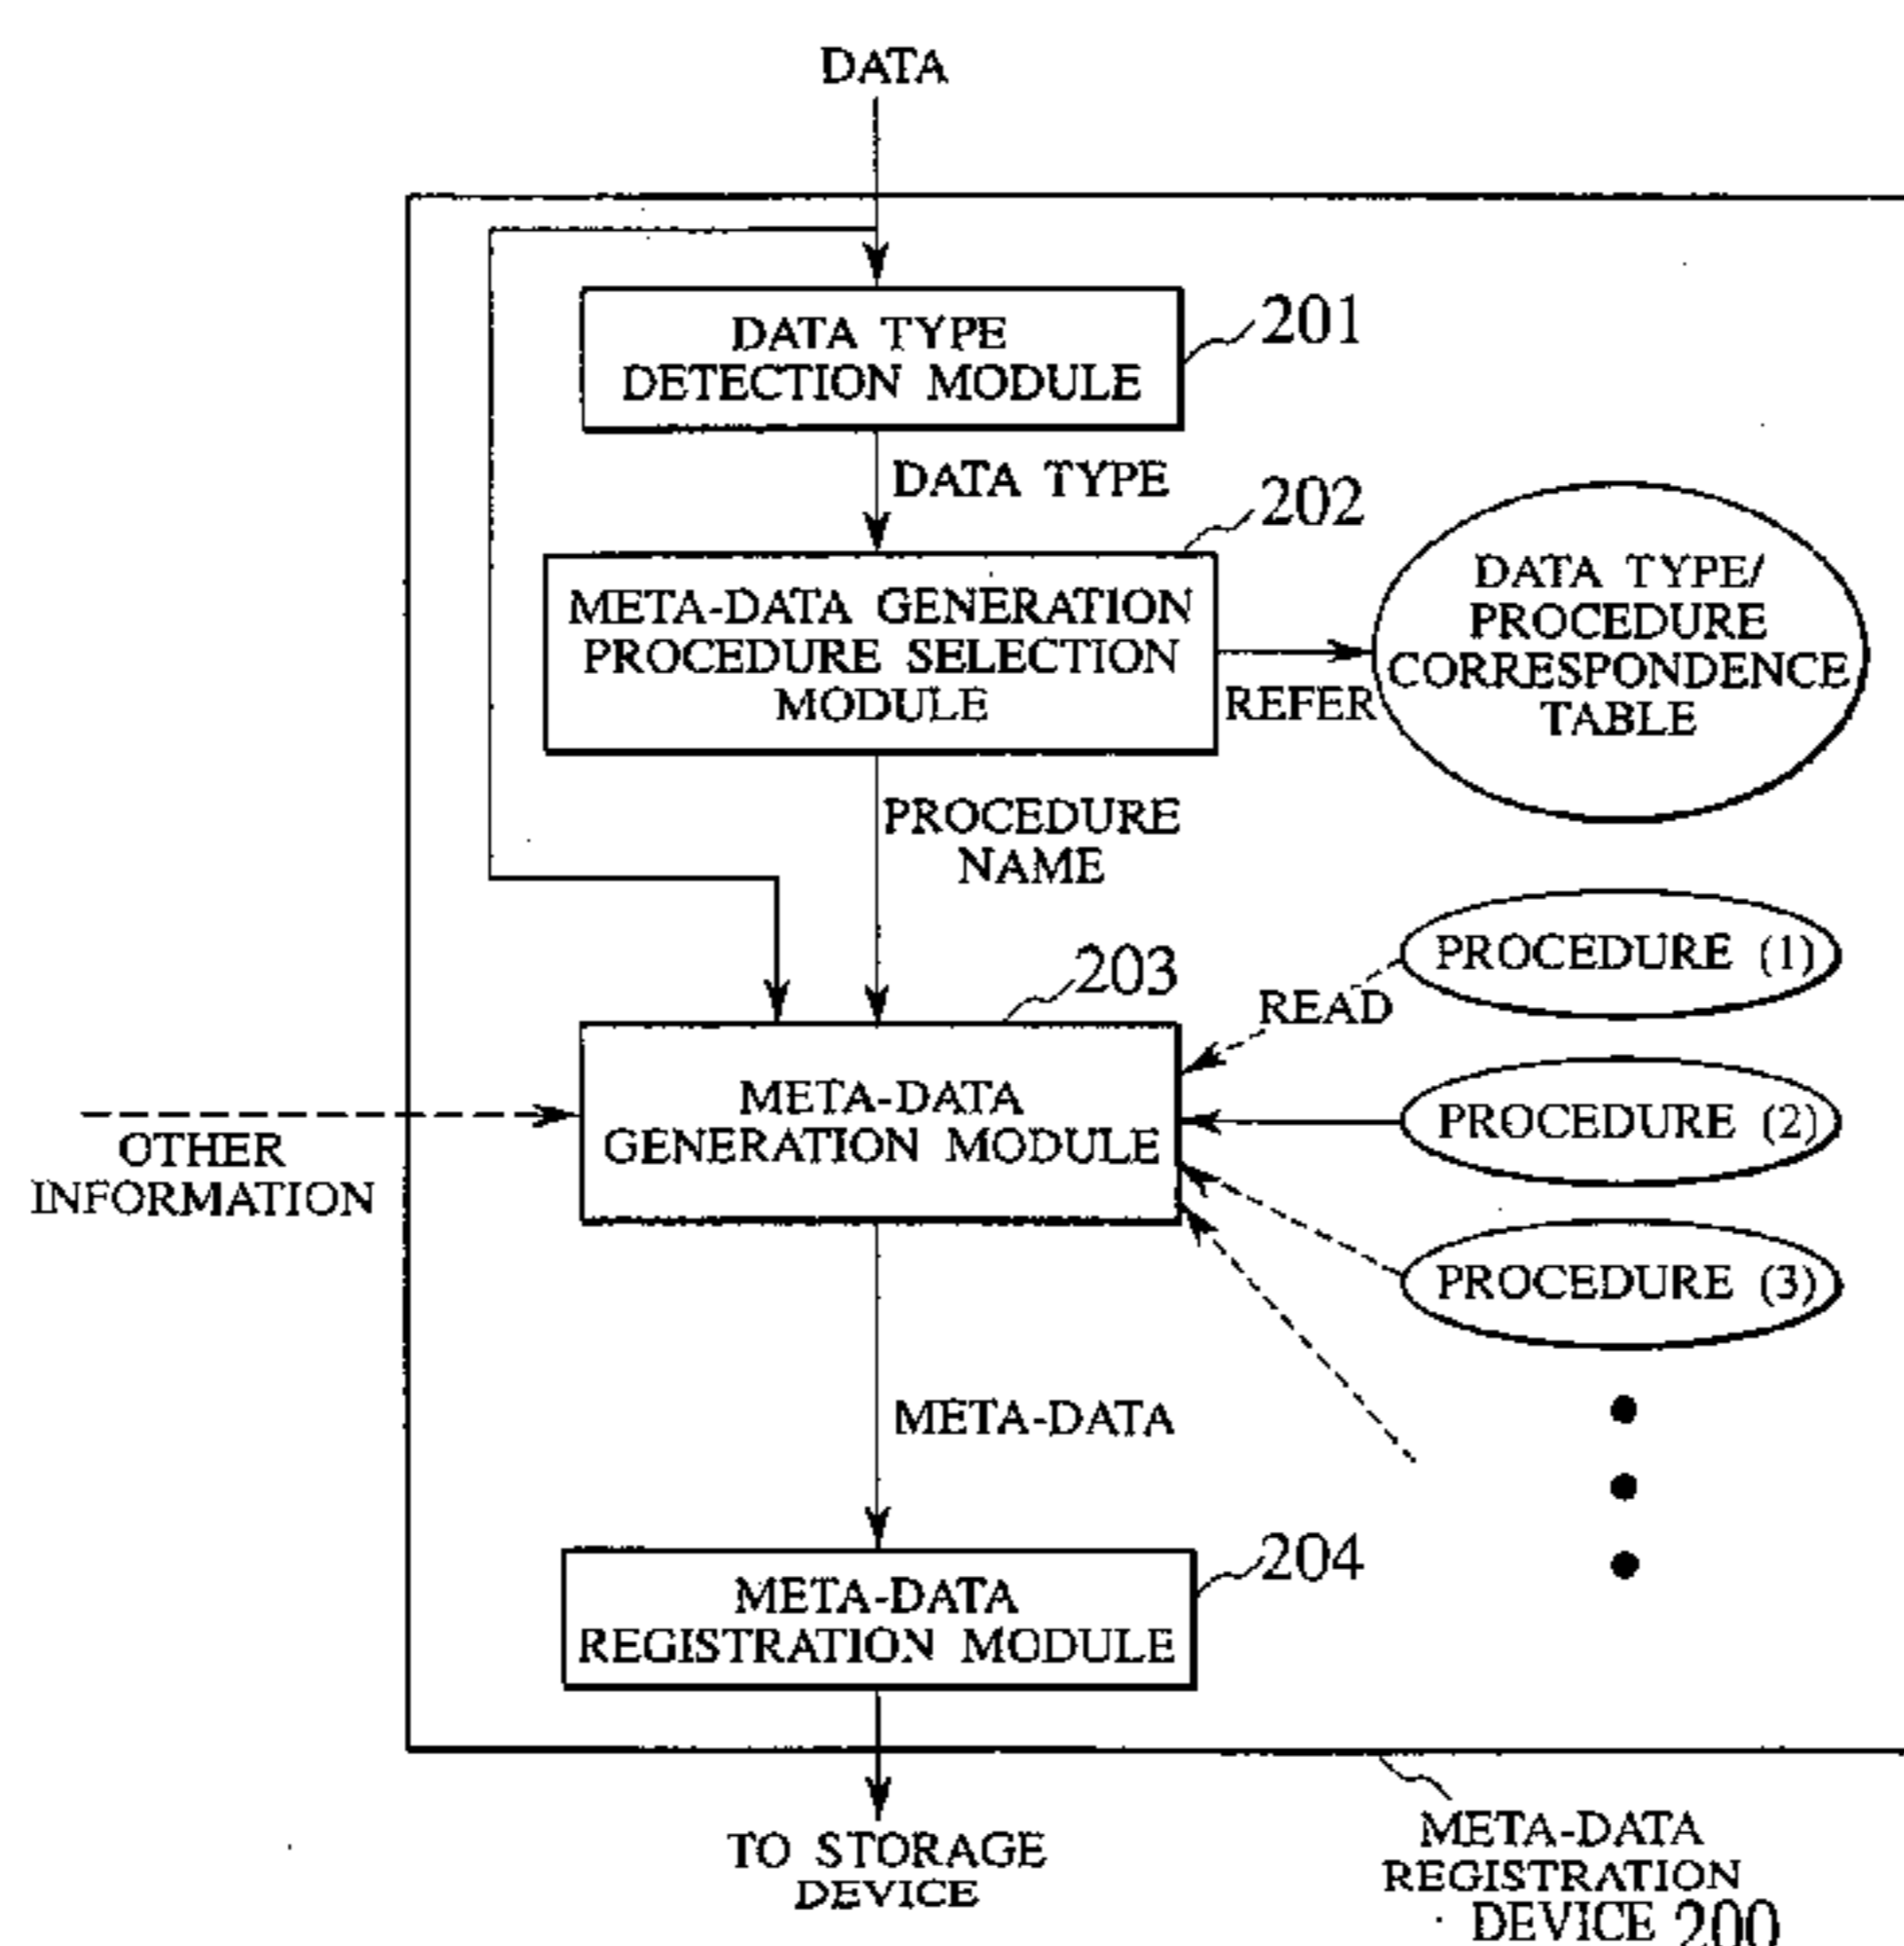 DATA
DATA TYPE
DETECTION MODULE
201
DATA TYPE
202
META-DATA GENERATION
PROCEDURE SELECTION
MODULE
REFER
DATA TYPE/
PROCEDURE
CORRESPONDENCE
TABLE
PROCEDURE
NAME
203
READ
PROCEDURE (1)
META-DATA
GENERATION MODULE
PROCEDURE (2)
OTHER
INFORMATION
PROCEDURE (3)
META-DATA
204
META-DATA
REGISTRATION MODULE
TO STORAGE
DEVICE
META-DATA
REGISTRATION
DEVICE 200